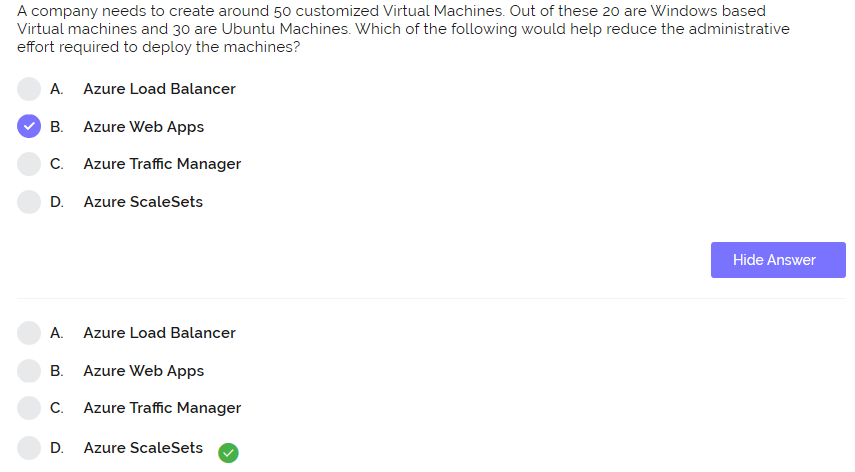 A company needs to create around 50 customized Virtual Machines. Out of these 20 are Windows based
Virtual machines and 30 are Ubuntu Machines. Which of the following would help reduce the administrative
effort required to deploy the machines?
A. Azure Load Balancer
B. Azure Web Apps
C. Azure Traffic Manager
D. Azure ScaleSets
Hide Answer
A. Azure Load Balancer
B. Azure Web Apps
C. Azure Traffic Manager
D. Azure ScaleSets